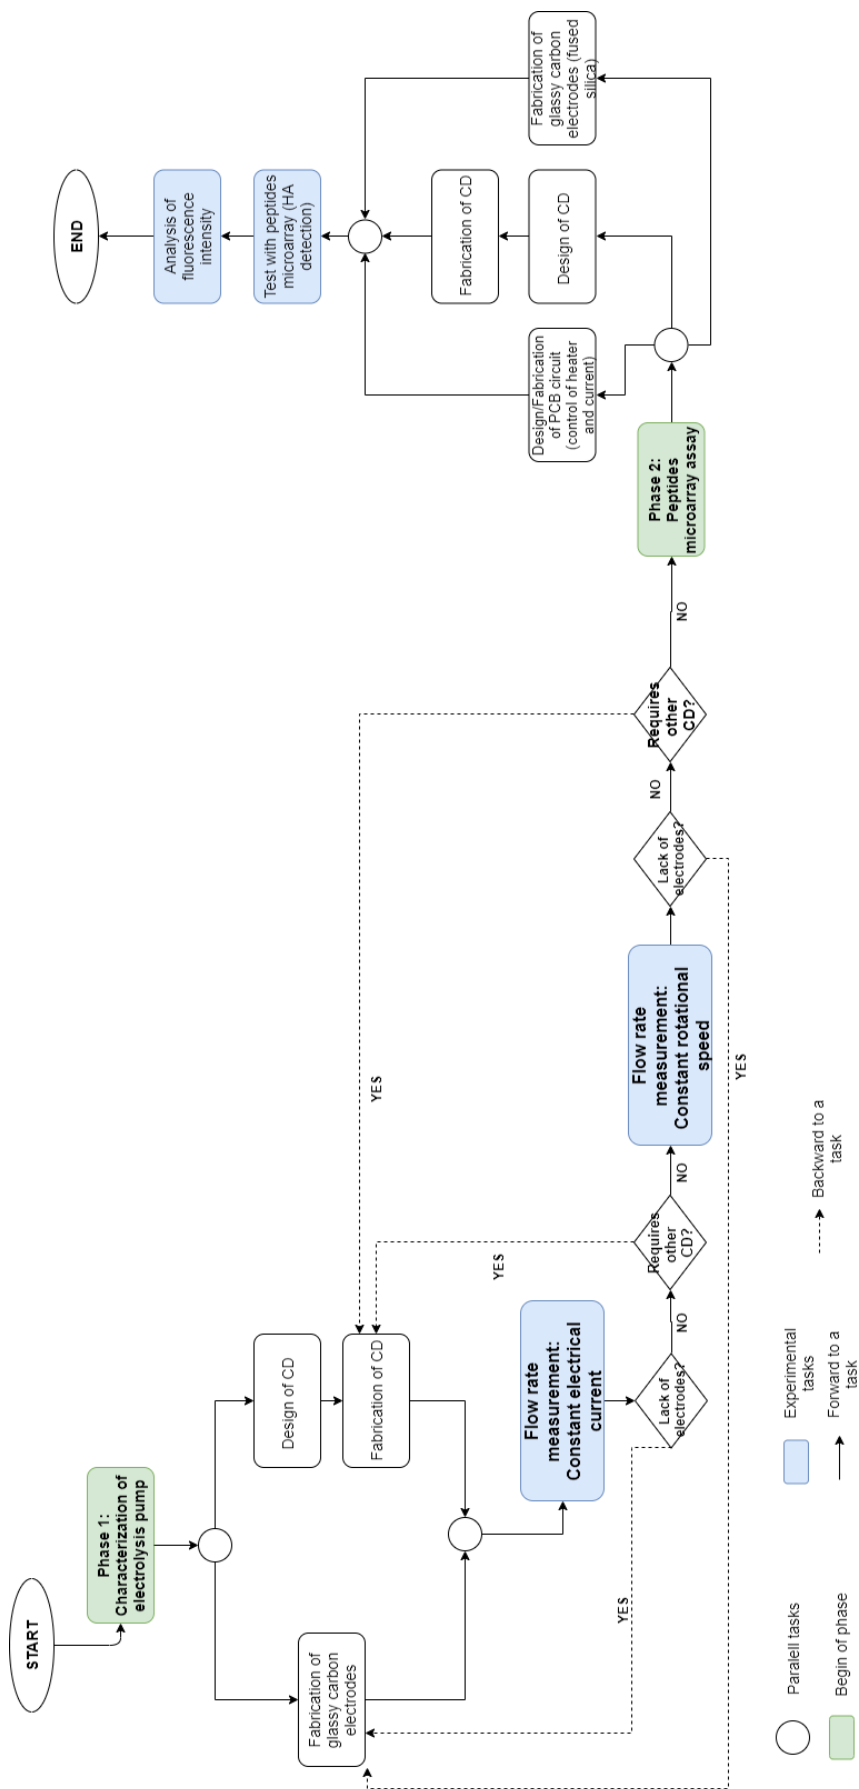 START
Phase 1:
Characterization of
electrolysis pump
Fabrication of
glassy carbon
electrodes
Design of CD
Fabrication of CD
Flow rate
measurement:
Constant electrical
current
Lack of
electrodes?
YES
NO
Requires
other
CD?
YES
NO
Flow rate
measurement:
Constant rotational
speed
Lack of
electrodes?
YES
NO
Requires
other
CD?
YES
NO
Phase 2:
Peptides
microarray assay
Design/Fabrication
of PCB circuit
(control of heater
and current)
Design of CD
Fabrication of CD
Fabrication of
glassy carbon
electrodes (fused
silica)
Test with peptides
microarray (HA
detection)
Analysis of
fluorescence
intensity
END
Paralell tasks
Begin of phase
Experimental
tasks
Forward to a
task
Backward to a
task